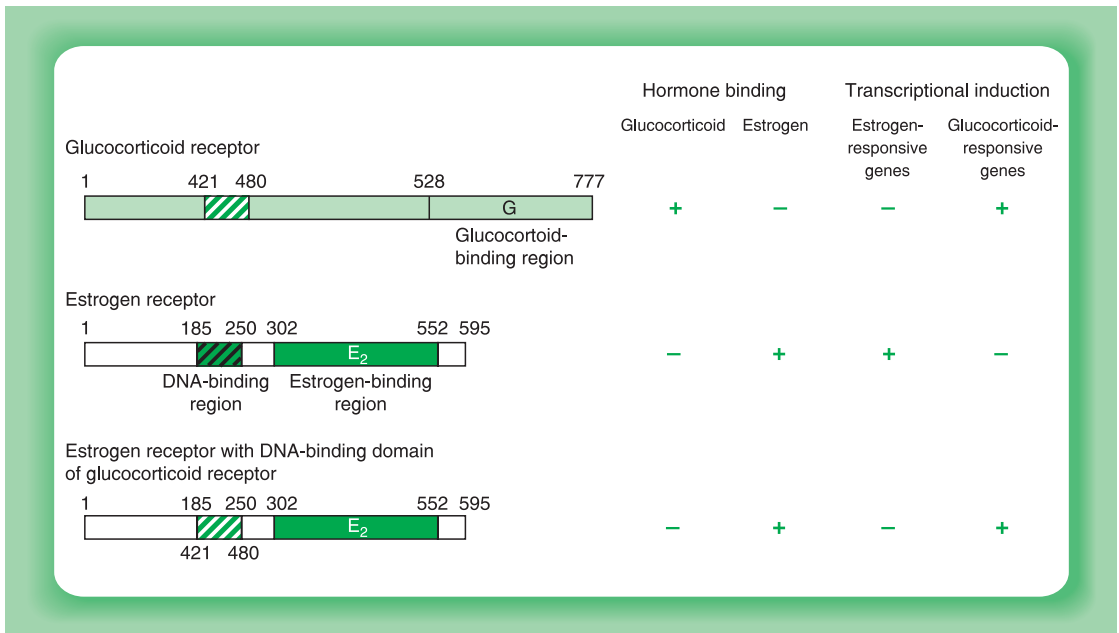 Hormone binding Transcriptional induction
Glucocorticoid Estrogen Estrogen- Glucocorticoid-
responsive responsive
genes genes
Glucocorticoid receptor
1 421 480 528 777
G + − − +
Glucocortoid-
binding region
Estrogen receptor
1 185 250 302 552 595
E2 − + + −
DNA-binding Estrogen-binding
region region
Estrogen receptor with DNA-binding domain
of glucocorticoid receptor
1 185 250 302 552 595
E2 − + − +
421 480